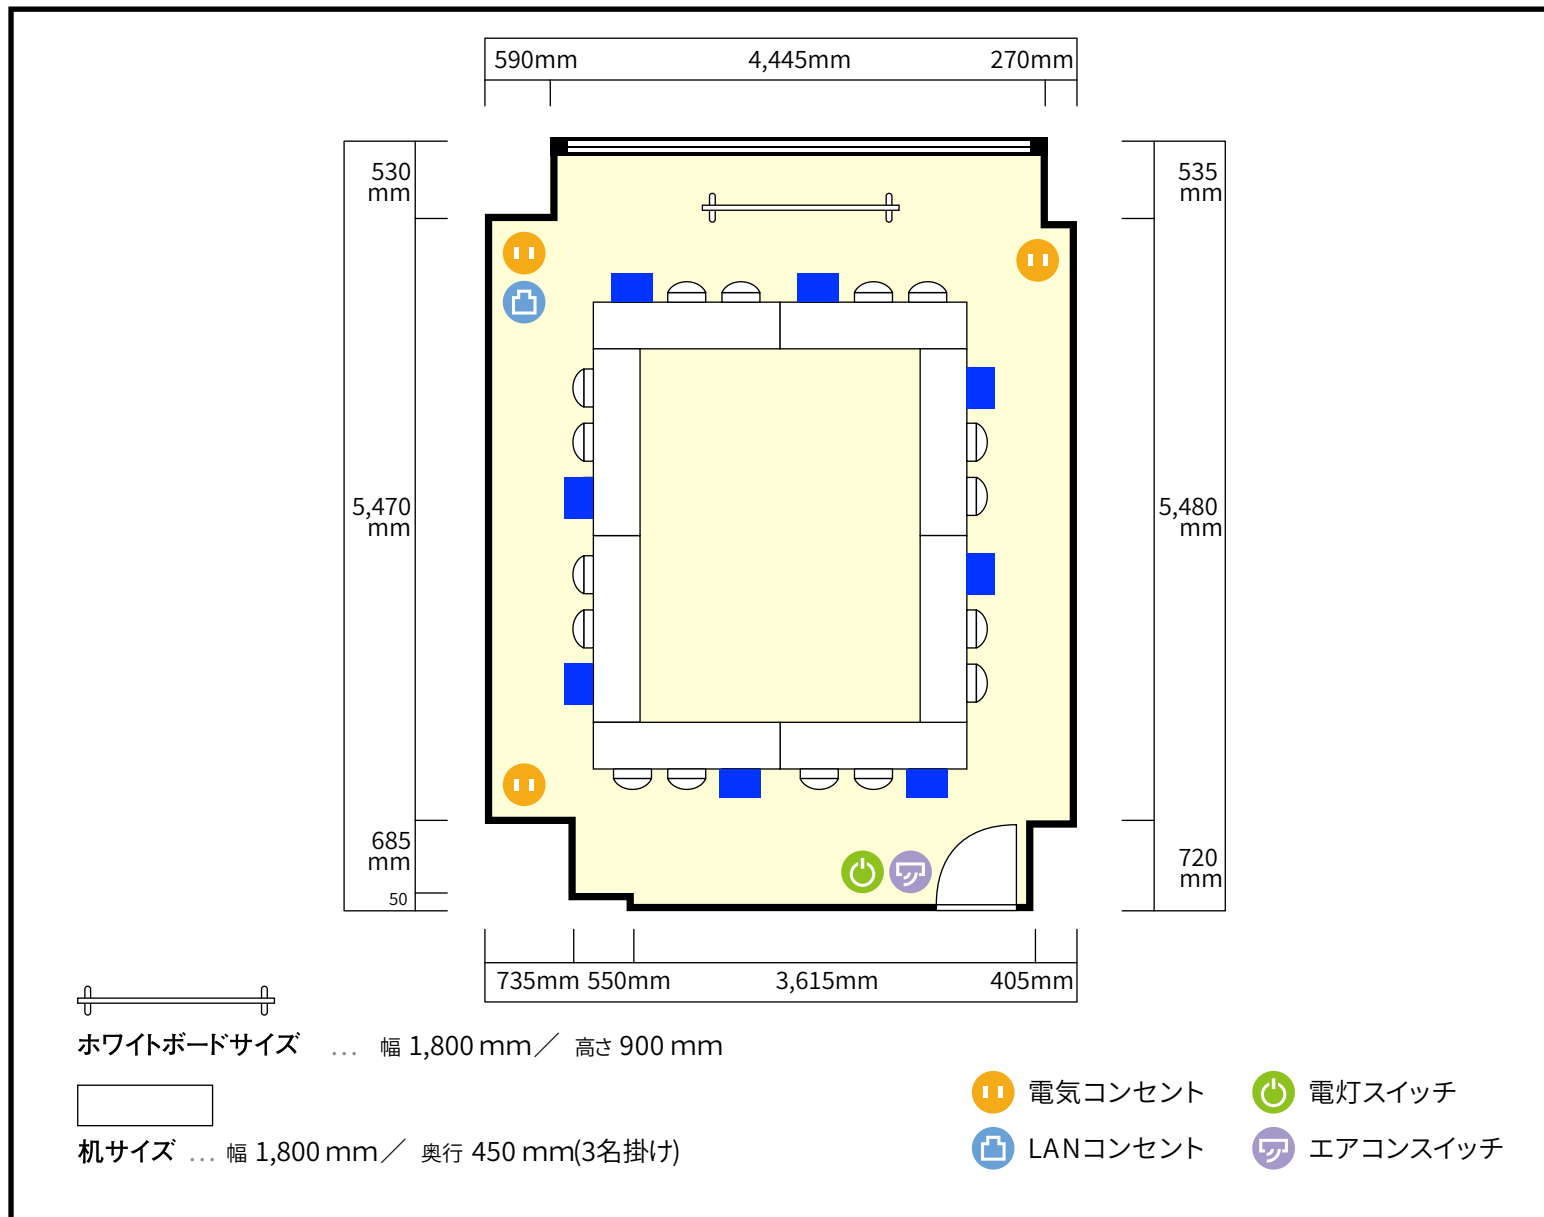 590mm 4,445mm 270mm
530
mm
535
mm
5,470
mm
5,480
mm
685
mm
720
mm
50
735mm 550mm 3,615mm 405mm
ホワイトボードサイズ … 幅 1,800 mm／ 高さ 900 mm
机サイズ … 幅 1,800 mm／ 奥行 450 mm(3名掛け)
電気コンセント 電灯スイッチ
LANコンセント エアコンスイッチ